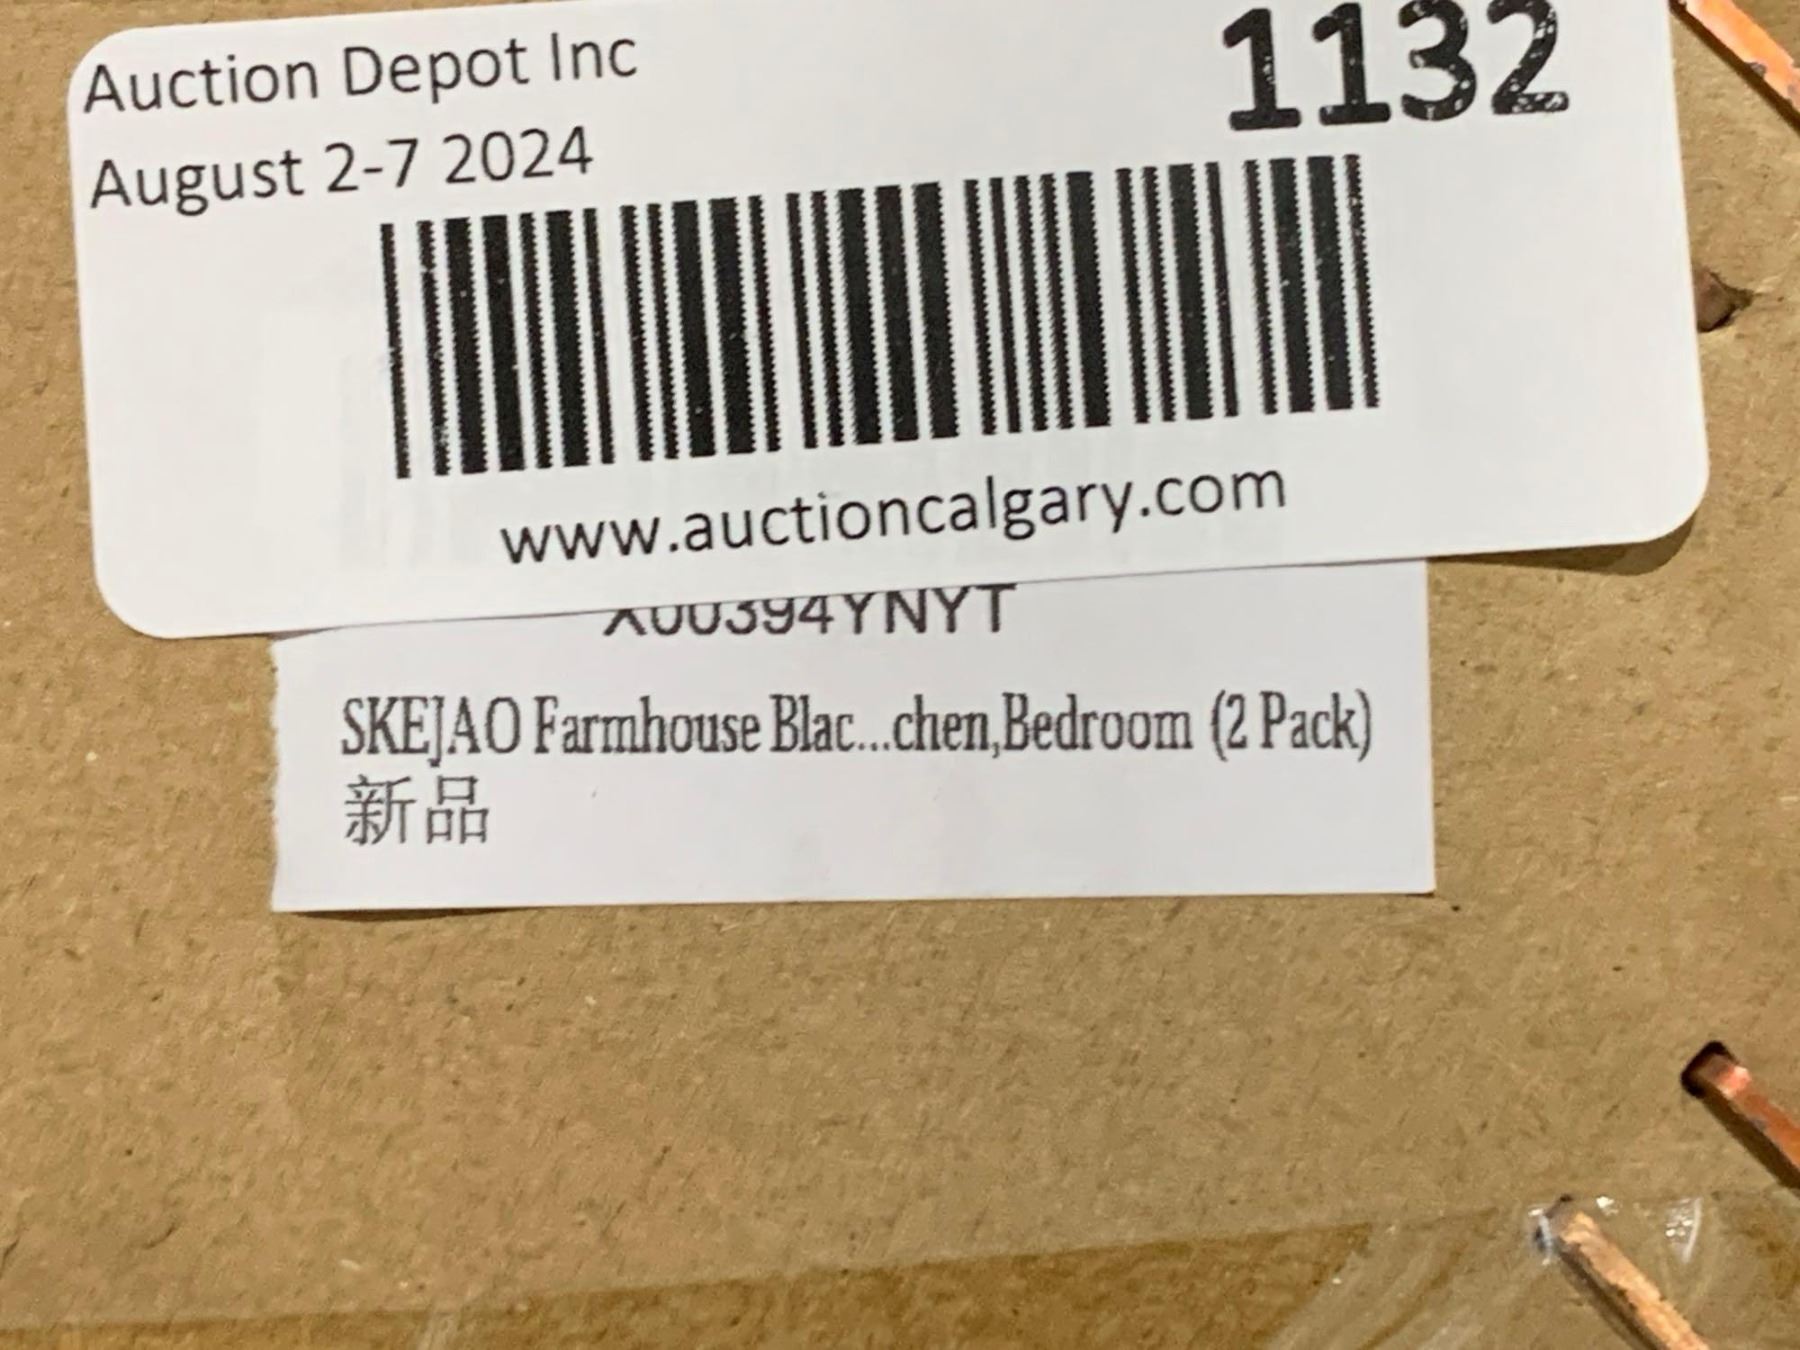 Auction Depot Inc
1132
August 2-7 2024
www.auctioncalgary.com
X00394YNYT
SKEJAO Farmhouse Blac...chen,Bedroom (2 Pack)
新品